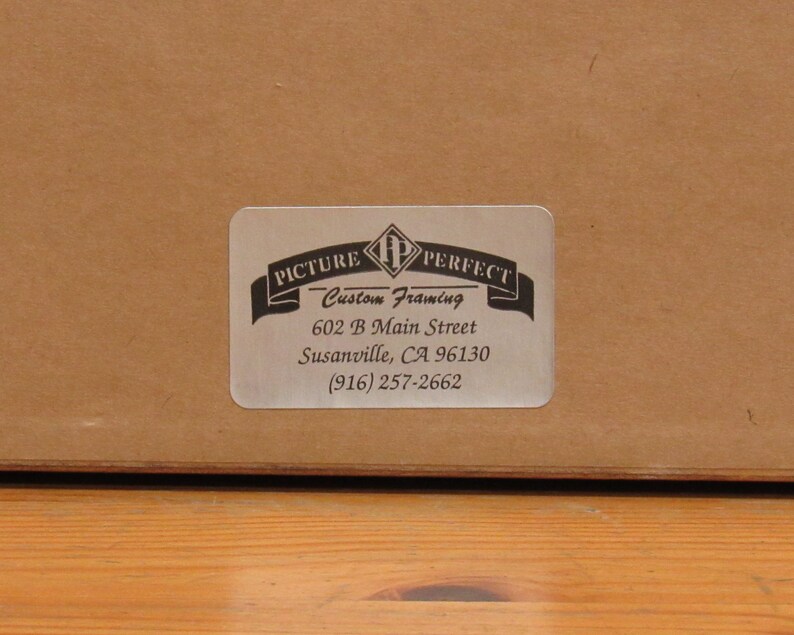 PICTURE PP PERFECT
Custom Framing
602 B Main Street
Susanville, CA 96130
(916) 257-2662